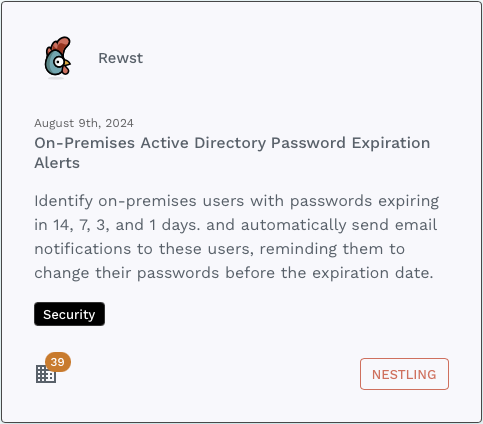 Rewst
August 9th, 2024
On-Premises Active Directory Password Expiration
Alerts
Identify on-premises users with passwords expiring
in 14, 7, 3, and 1 days. and automatically send email
notifications to these users, reminding them to
change their passwords before the expiration date.
Security
39
NESTLING